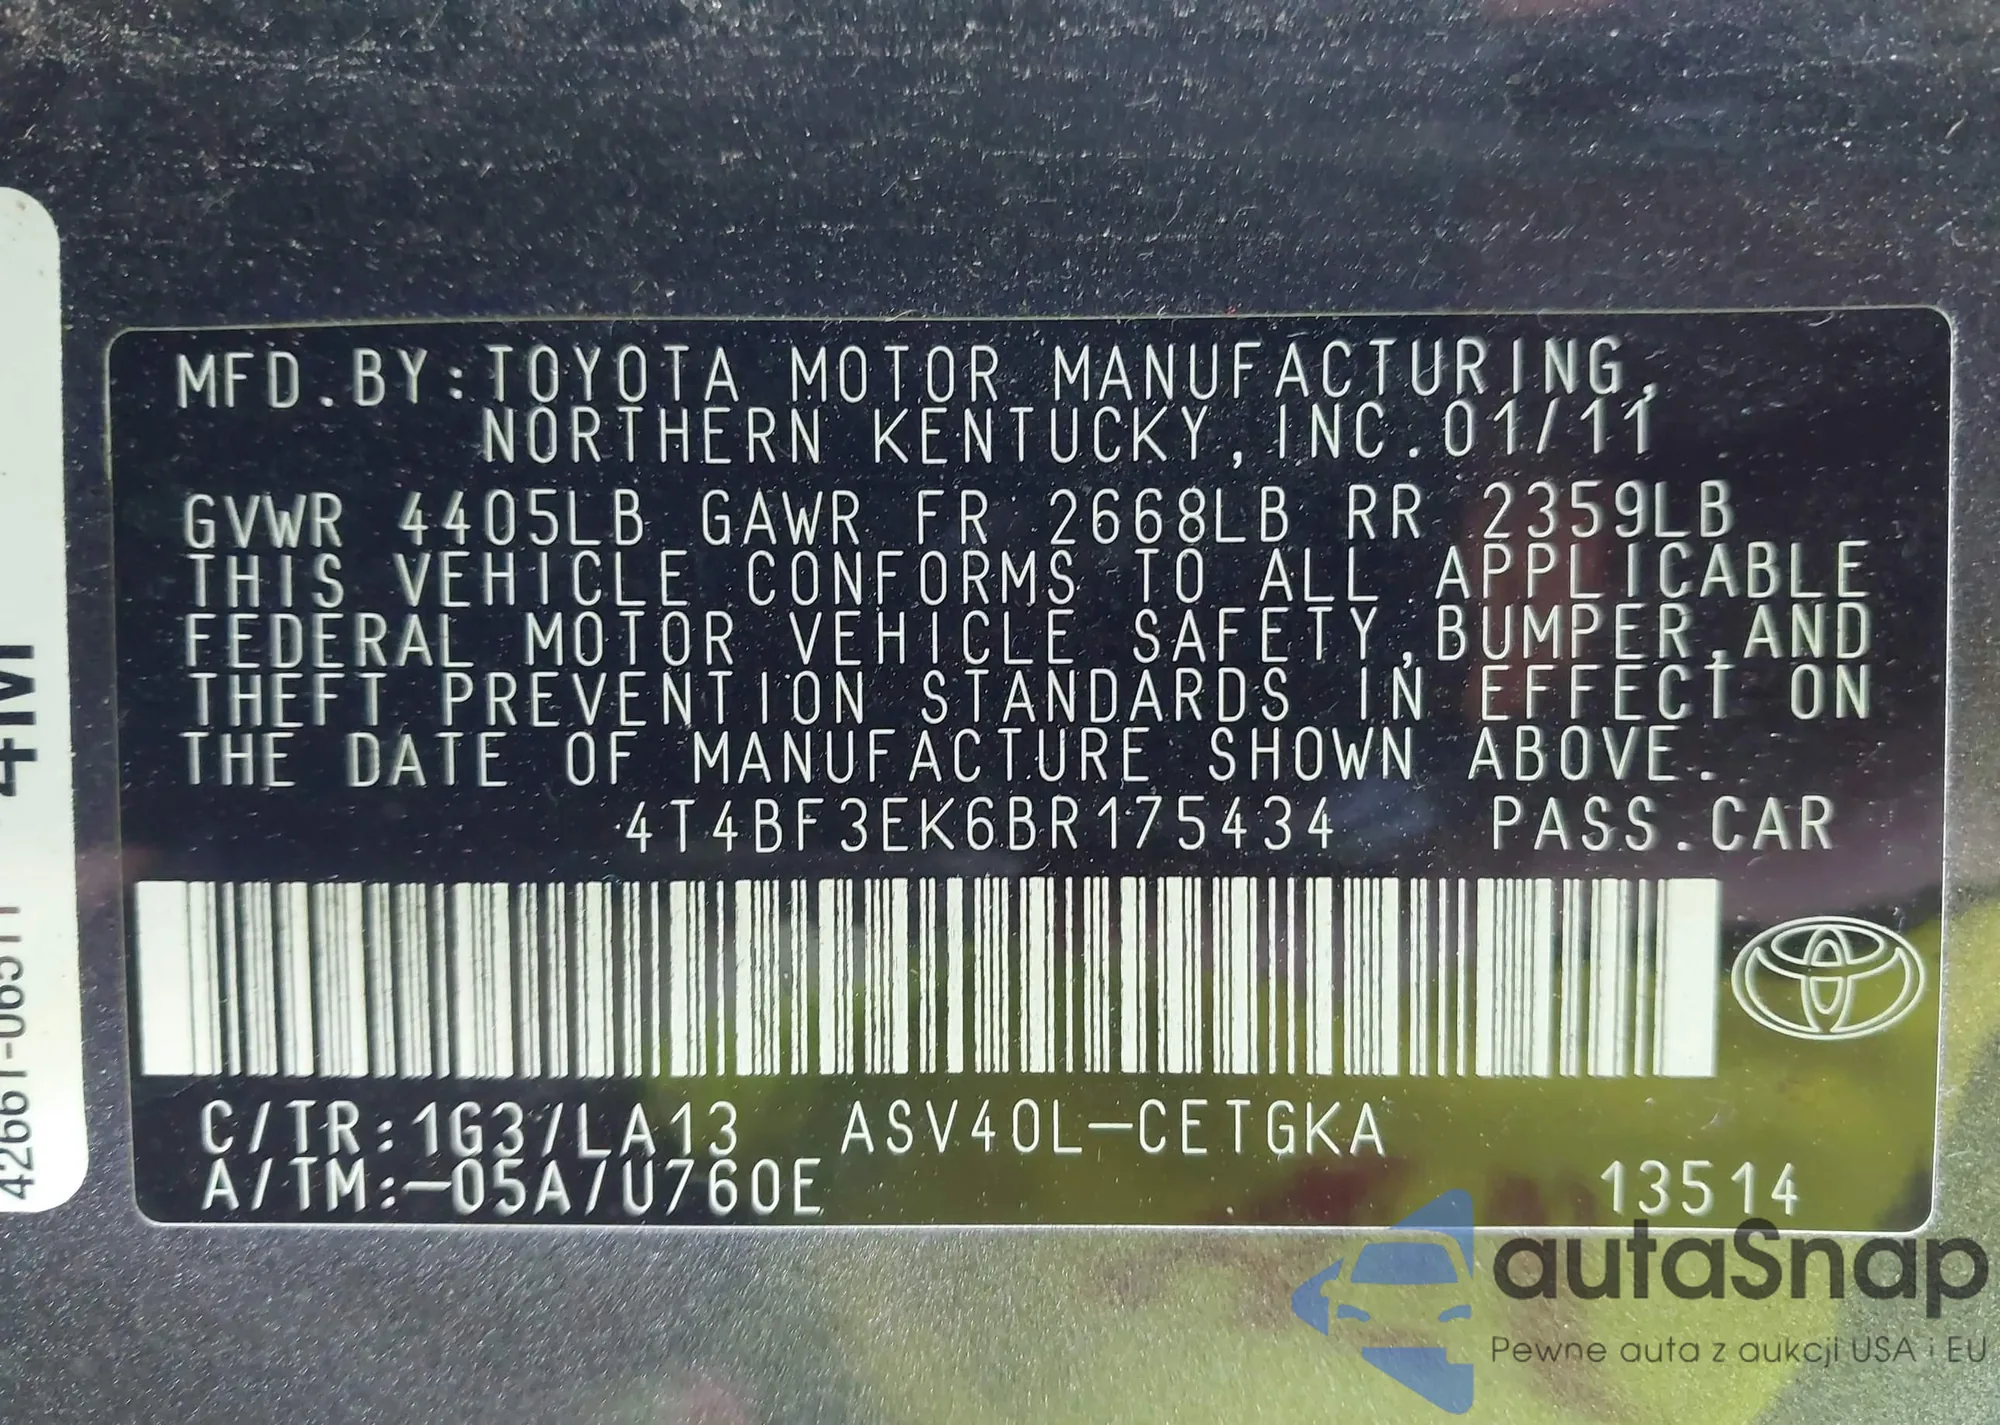 MFD.BY:TOYOTA MOTOR MANUFACTURING,
NORTHERN KENTUCKY, INC.01/11
GVWR 4405LB GAWR FR 2668LB RR 2359LB
THIS VEHICLE CONFORMS TO ALL APPLICABLE
FEDERAL MOTOR VEHICLE SAFETY,BUMPER,AND
THEFT PREVENTION STANDARDS IN EFFECT ON
THE DATE OF MANUFACTURE SHOWN ABOVE.
4T4BF3EK6BR175434 PASS.CAR
C/TR:1G3/LA13 ASV40L-CETGKA
A/TM:-05A/U760E 13514
42661-06511
autaSnap
Pewne auta z aukcji USA i EU